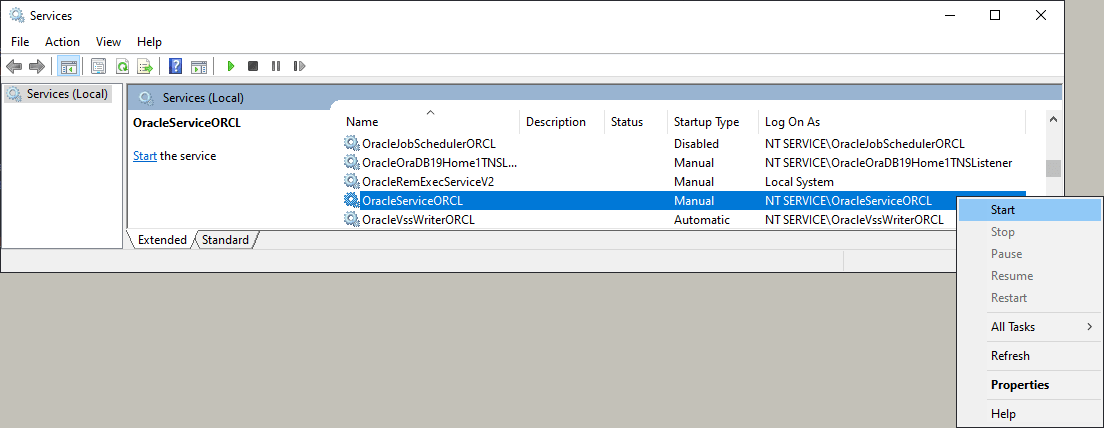 Services
File Action View Help
Services (Local)
Services (Local)
OracleServiceORCL
Start the service
Name Description Status Startup Type Log On As
OracleJobSchedulerORCL Disabled NT SERVICE\OracleJobSchedulerORCL
OracleOraDB19Home1TNSL... Manual NT SERVICE\OracleOraDB19Home1TNSListener
OracleRemExecServiceV2 Manual Local System
OracleServiceORCL Manual NT SERVICE\OracleServiceORCL
OracleVssWriterORCL Automatic NT SERVICE\OracleVssWriterORCL
Extended Standard
Start
Stop
Pause
Resume
Restart
All Tasks
Refresh
Properties
Help